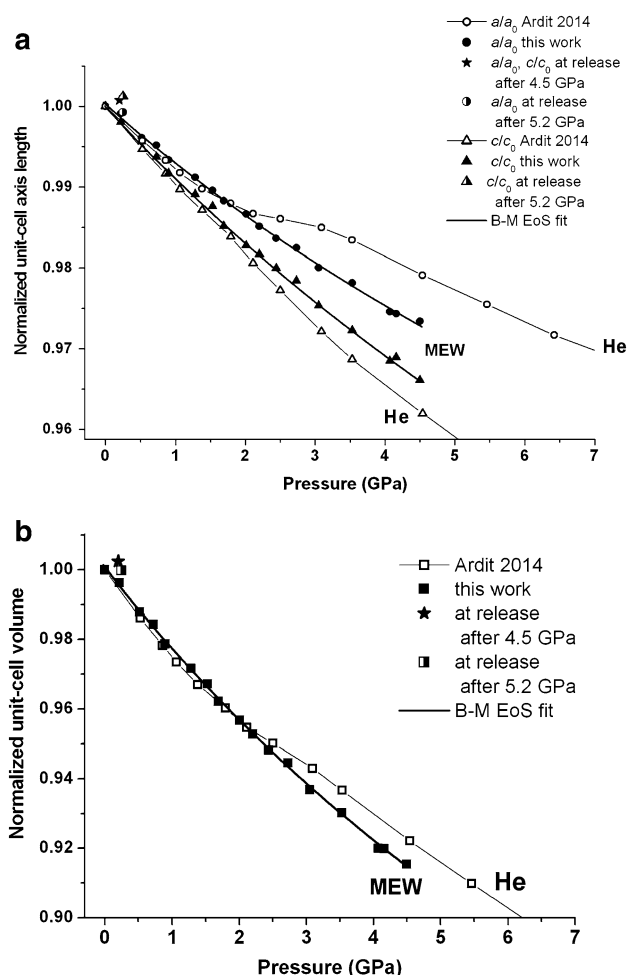 a
a/a0 Ardit 2014
a/a0 this work
a/a0, c/c0 at release
after 4.5 GPa
a/a0 at release
after 5.2 GPa
c/c0 Ardit 2014
c/c0 this work
c/c0 at release
after 5.2 GPa
B-M EoS fit
Normalized unit-cell axis length
1.00
0.99
0.98
0.97
0.96
MEW
He
He
0 1 2 3 4 5 6 7
Pressure (GPa)
b
Ardit 2014
this work
at release
after 4.5 GPa
at release
after 5.2 GPa
B-M EoS fit
Normalized unit-cell volume
1.00
0.98
0.96
0.94
0.92
0.90
MEW
He
0 1 2 3 4 5 6 7
Pressure (GPa)